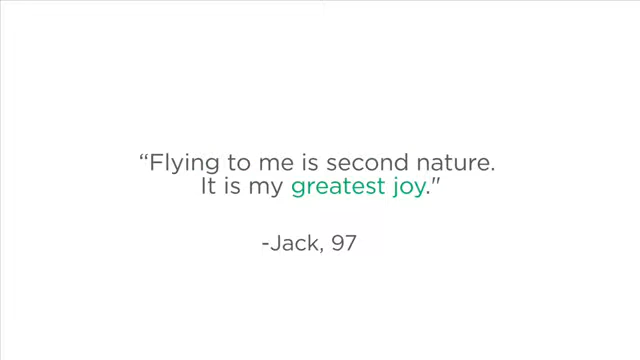 “Flying to me is second nature.
It is my greatest joy."
-Jack, 97